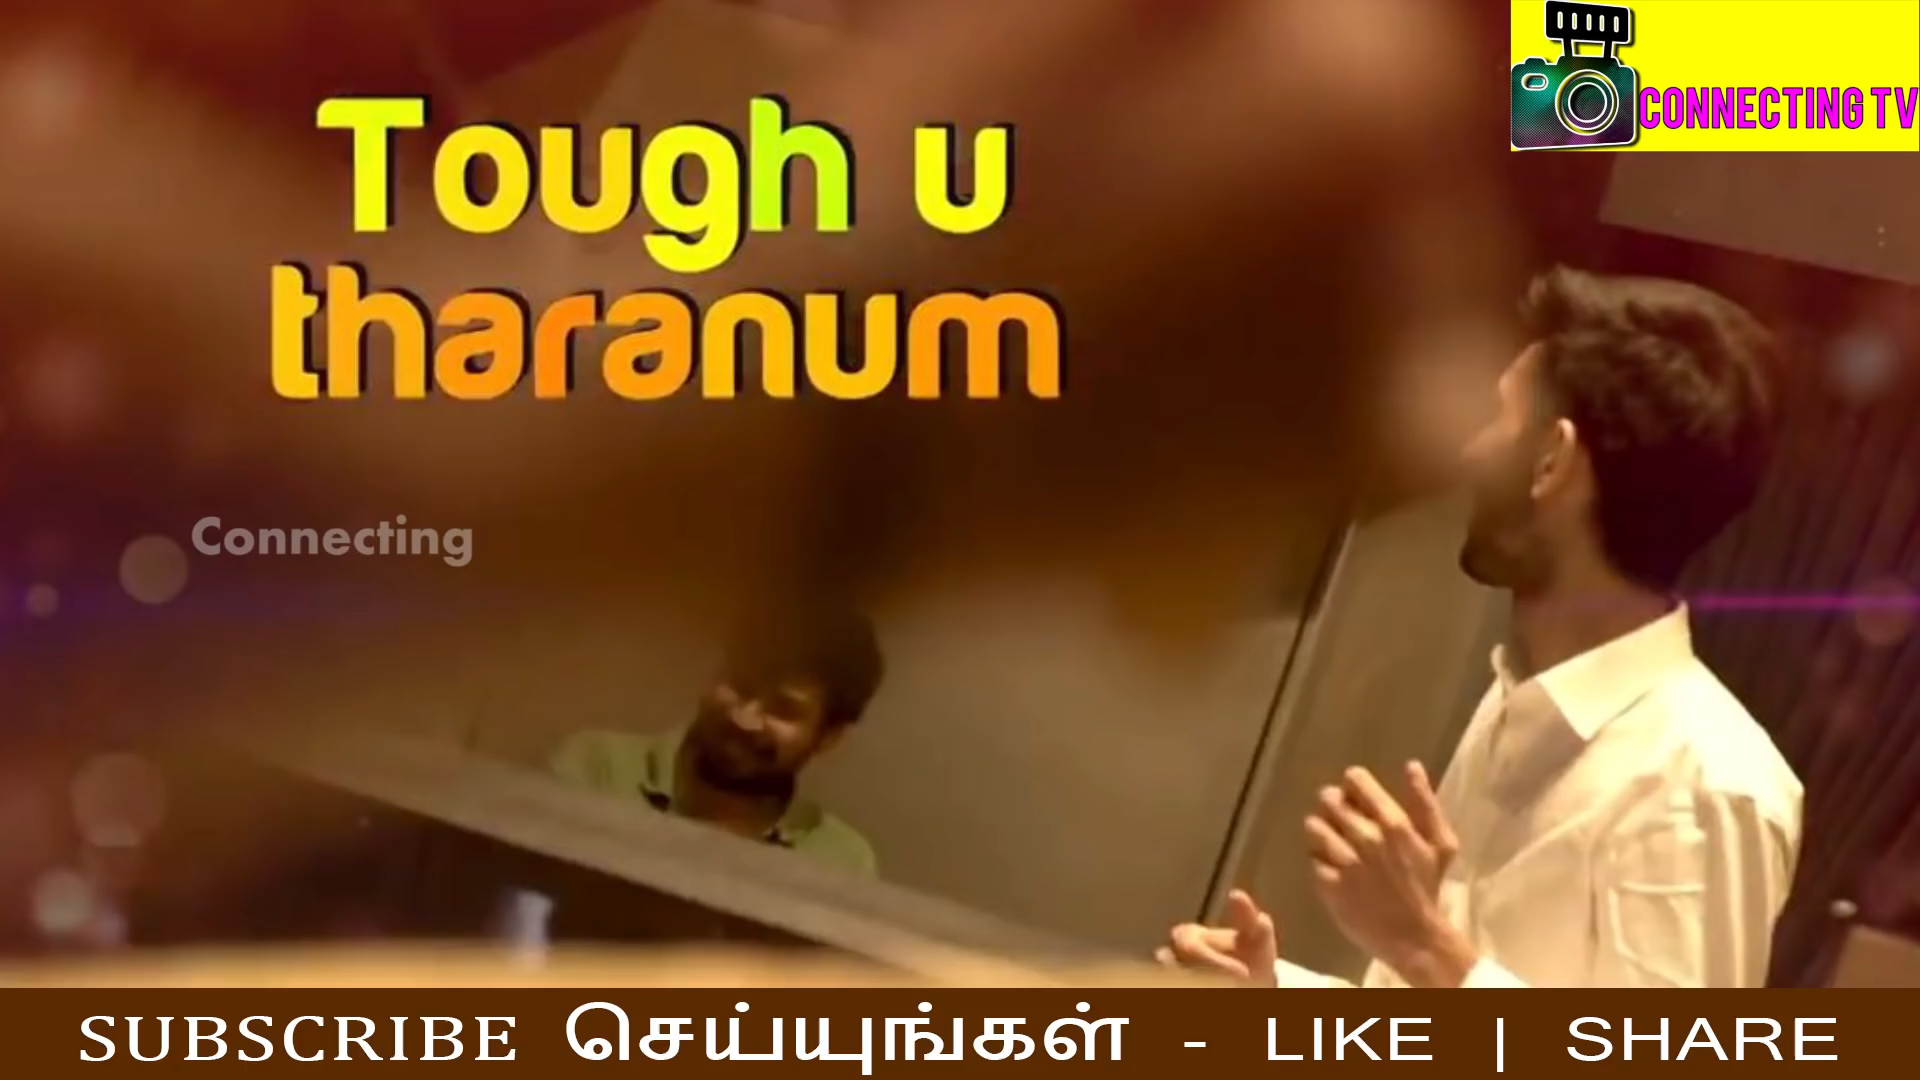 CONNECTING TV
Tough u
tharanum
Connecting
SUBSCRIBE செய்யுங்கள் - LIKE | SHARE